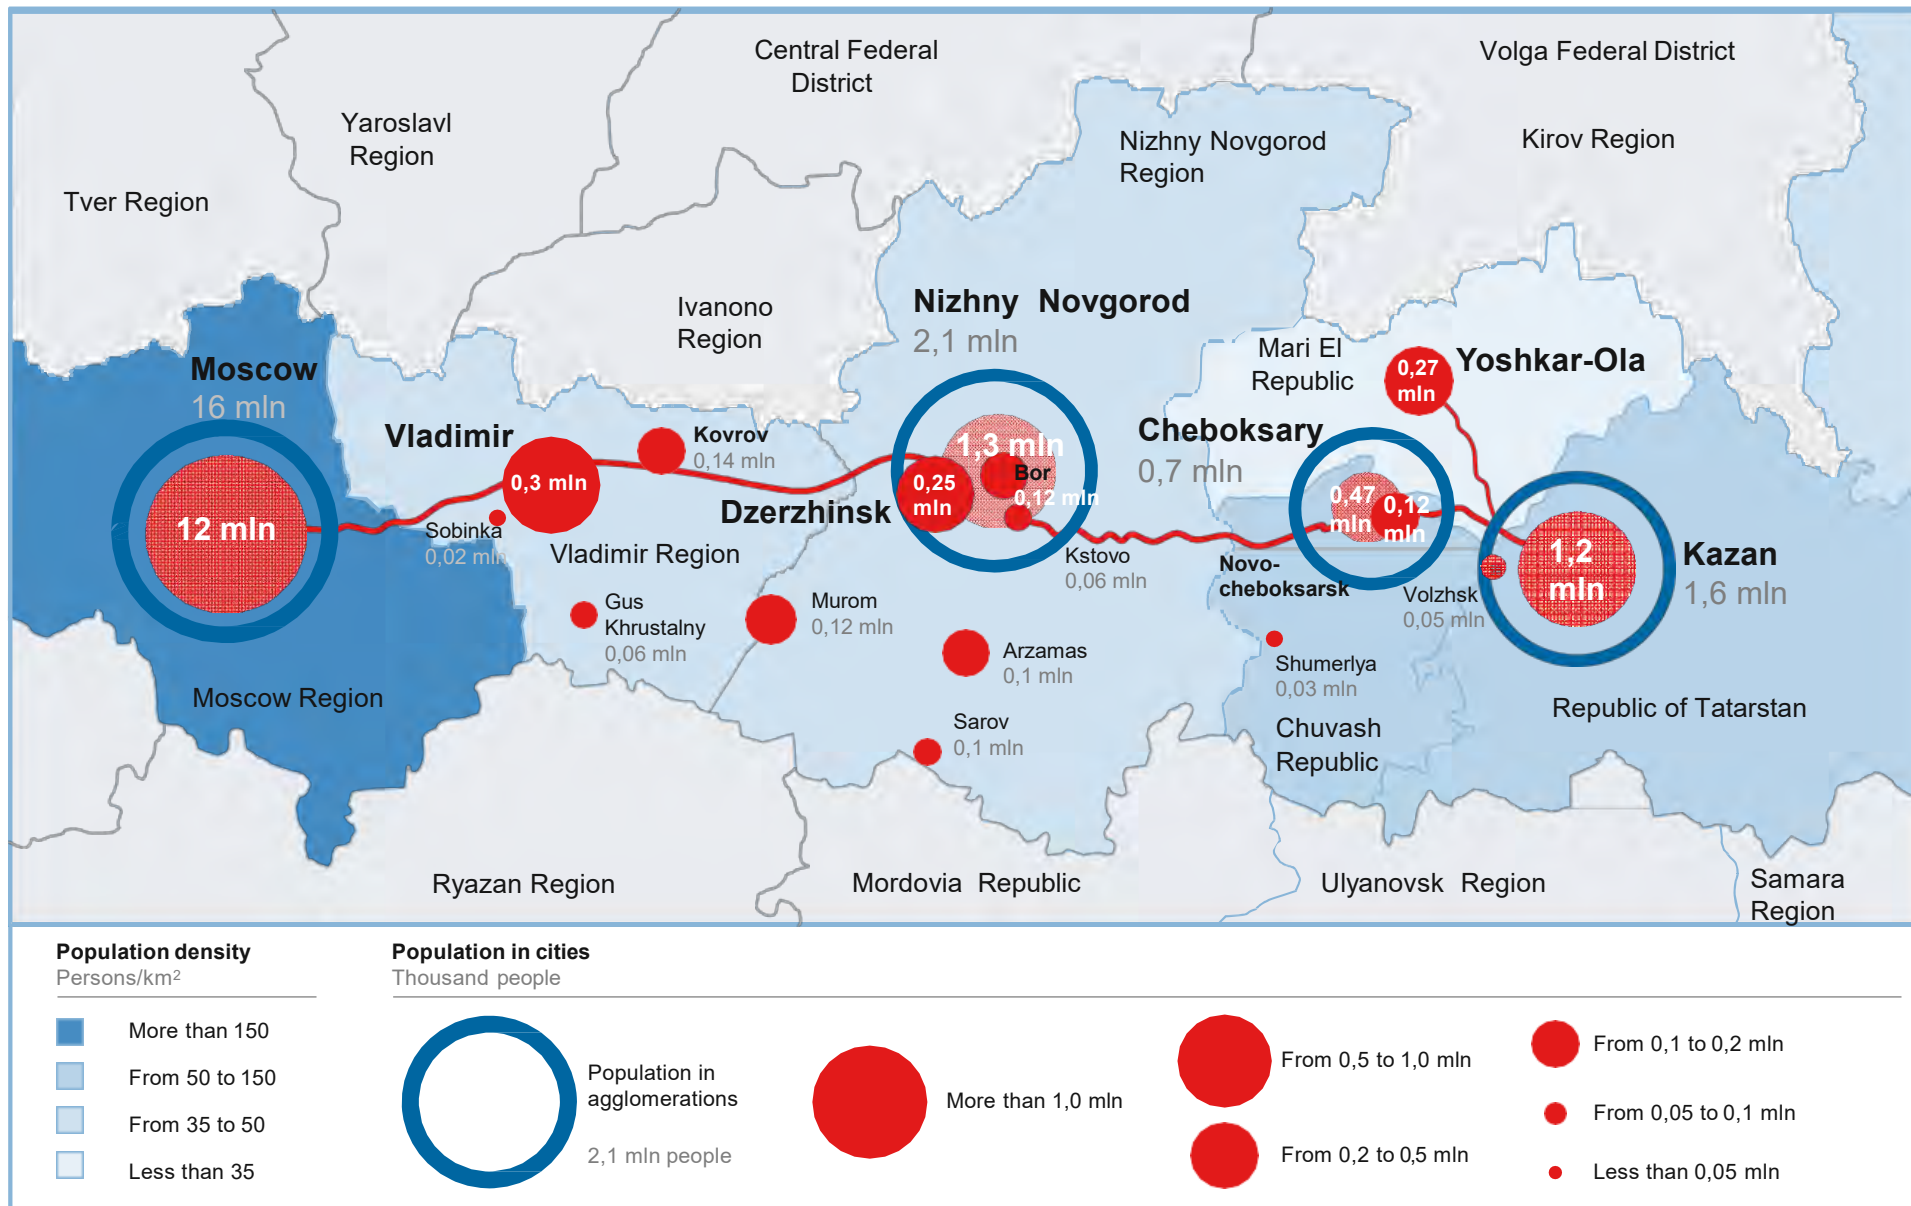 Central Federal
District
Volga Federal District
Yaroslavl
Region
Nizhny Novgorod
Region
Kirov Region
Tver Region
Ivanono
Region
Nizhny Novgorod
2,1 mln
Mari El
Republic
Yoshkar-Ola
0,27
mln
Moscow
16 mln
12 mln
Vladimir
0,3 mln
Kovrov
0,14 mln
1,3 mln
Bor
0,12 mln
0,25
mln
Dzerzhinsk
Cheboksary
0,7 mln
0,47
mln
0,12
mln
Sobinka
0,02 mln
Vladimir Region
Kstovo
0,06 mln
Novo-
cheboksarsk
Volzhsk
0,05 mln
1,2
mln
Kazan
1,6 mln
Gus
Khrustalny
0,06 mln
Murom
0,12 mln
Arzamas
0,1 mln
Shumerlya
0,03 mln
Moscow Region
Sarov
0,1 mln
Chuvash
Republic
Republic of Tatarstan
Ryazan Region
Mordovia Republic
Ulyanovsk Region
Samara
Region
Population density
Persons/km²
More than 150
From 50 to 150
From 35 to 50
Less than 35
Population in cities
Thousand people
Population in
agglomerations
2,1 mln people
More than 1,0 mln
From 0,5 to 1,0 mln
From 0,2 to 0,5 mln
From 0,1 to 0,2 mln
From 0,05 to 0,1 mln
Less than 0,05 mln